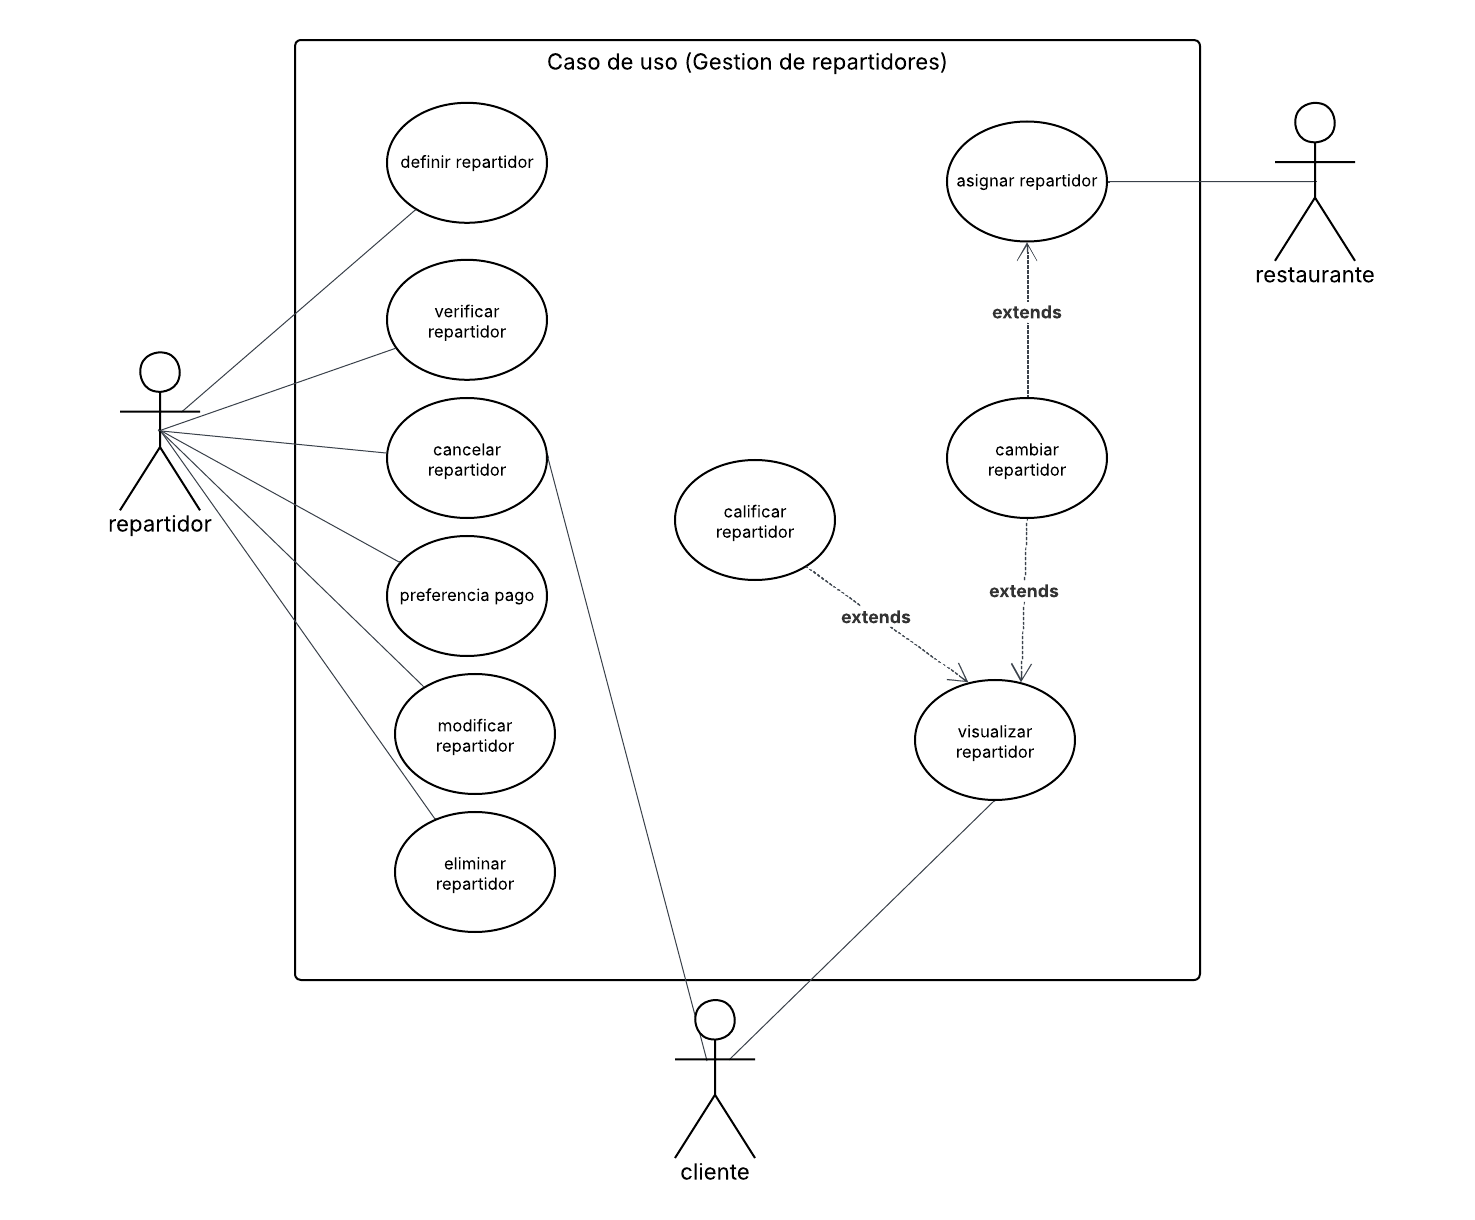 Caso de uso (Gestion de repartidores)
definir repartidor
asignar repartidor
restaurante
verificar
repartidor
extends
repartidor
cancelar
repartidor
cambiar
repartidor
calificar
repartidor
preferencia pago
extends
extends
modificar
repartidor
visualizar
repartidor
eliminar
repartidor
cliente